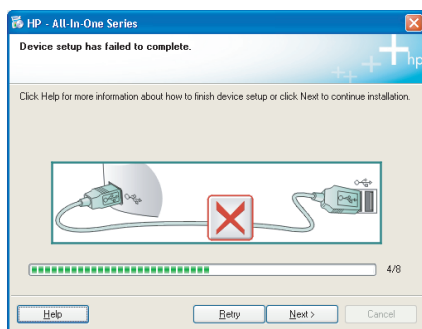 HP - All-In-One Series
Device setup has failed to complete.
hp
Click Help for more information about how to finish device setup or click Next to continue installation.
4/8
Help
Retry
Next >
Cancel